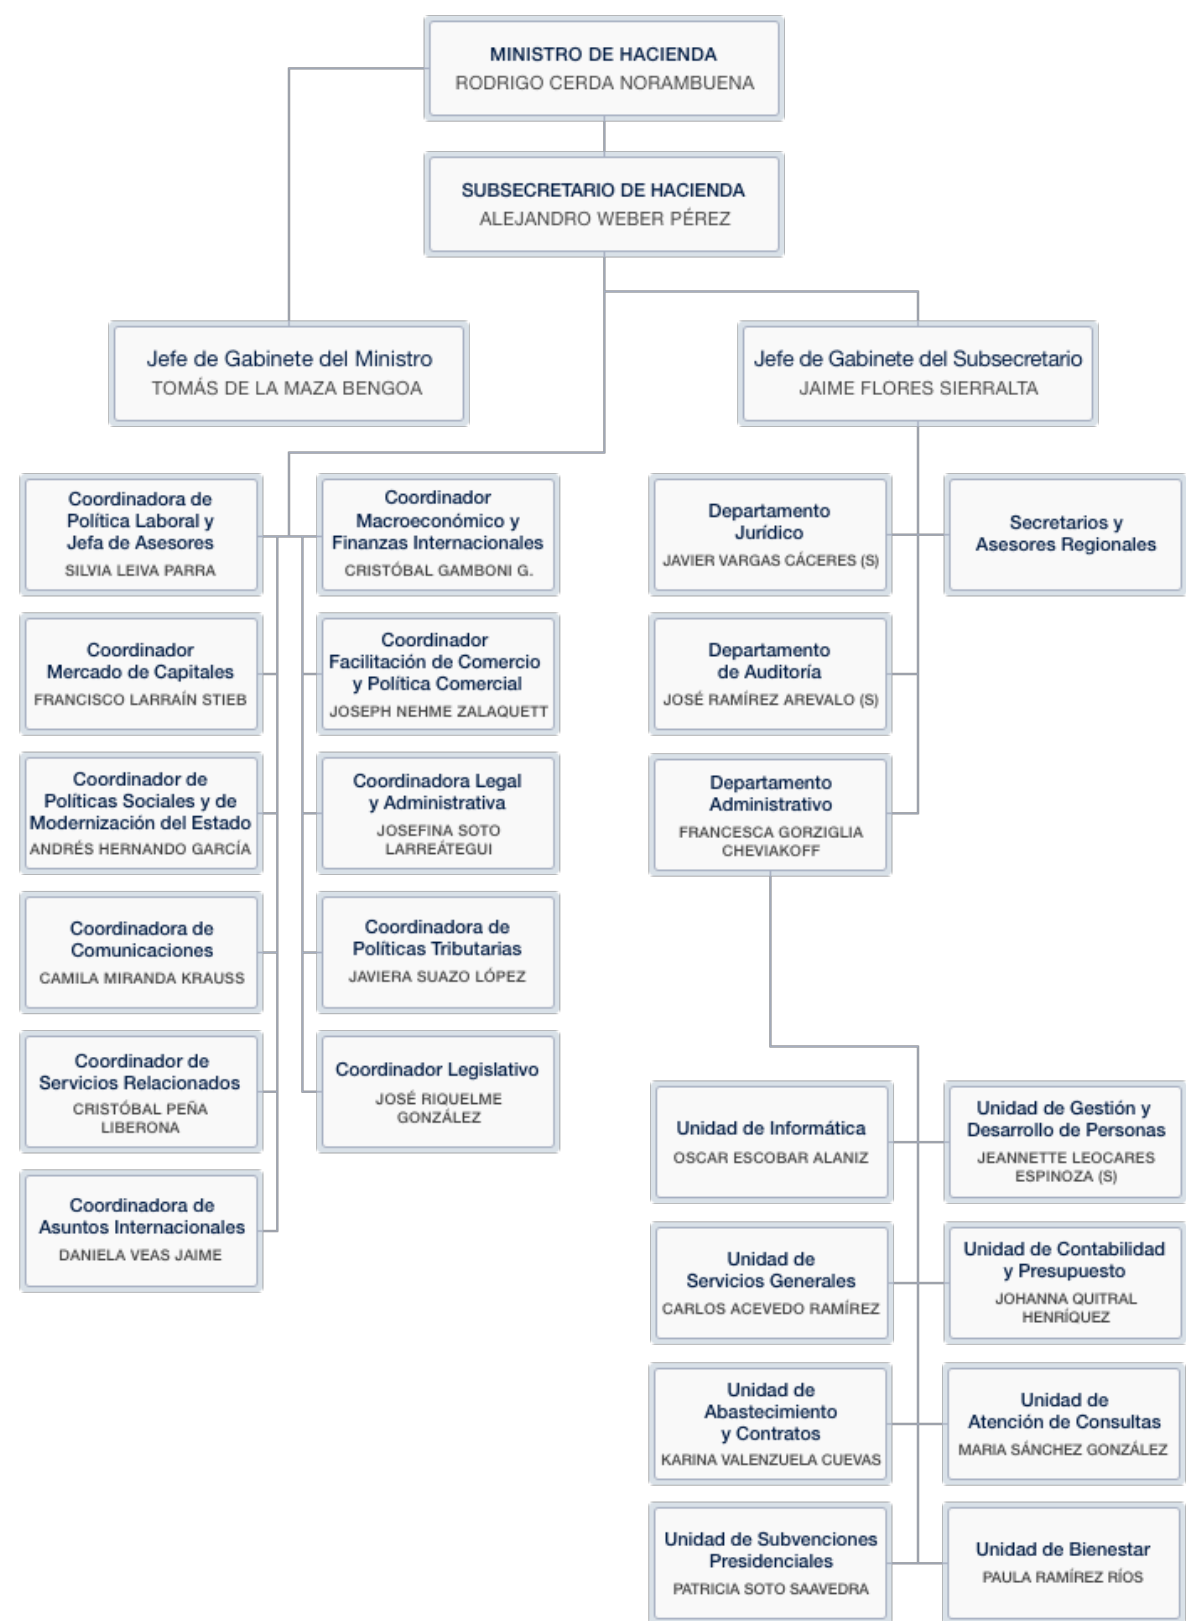 MINISTRO DE HACIENDA
RODRIGO CERDA NORAMBUENA
SUBSECRETARIO DE HACIENDA
ALEJANDRO WEBER PÉREZ
Jefe de Gabinete del Ministro
TOMÁS DE LA MAZA BENGOA
Jefe de Gabinete del Subsecretario
JAIME FLORES SIERRALTA
Coordinadora de
Política Laboral y
Jefa de Asesores
SILVIA LEIVA PARRA
Coordinador
Macroeconómico y
Finanzas Internacionales
CRISTÓBAL GAMBONI G.
Coordinador
Mercado de Capitales
FRANCISCO LARRAÍN STIEB
Coordinador
Facilitación de Comercio
y Política Comercial
JOSEPH NEHME ZALAQUETT
Coordinador de
Políticas Sociales y de
Modernización del Estado
ANDRÉS HERNANDO GARCÍA
Coordinadora Legal
y Administrativa
JOSEFINA SOTO
LARREÁTEGUI
Coordinadora de
Comunicaciones
CAMILA MIRANDA KRAUSS
Coordinadora de
Políticas Tributarias
JAVIERA SUAZO LÓPEZ
Coordinador de
Servicios Relacionados
CRISTÓBAL PEÑA
LIBERONA
Coordinador Legislativo
JOSÉ RIQUELME
GONZÁLEZ
Coordinadora de
Asuntos Internacionales
DANIELA VEAS JAIME
Departamento
Jurídico
JAVIER VARGAS CÁCERES (S)
Secretarios y
Asesores Regionales
Departamento
de Auditoría
JOSÉ RAMÍREZ AREVALO (S)
Departamento
Administrativo
FRANCESCA GORZIGLIA
CHEVIAKOFF
Unidad de Informática
OSCAR ESCOBAR ALANIZ
Unidad de Gestión y
Desarrollo de Personas
JEANNETTE LEOCARES
ESPINOZA (S)
Unidad de
Servicios Generales
CARLOS ACEVEDO RAMÍREZ
Unidad de Contabilidad
y Presupuesto
JOHANNA QUITRAL
HENRÍQUEZ
Unidad de
Abastecimiento
y Contratos
KARINA VALENZUELA CUEVAS
Unidad de
Atención de Consultas
MARIA SÁNCHEZ GONZÁLEZ
Unidad de Subvenciones
Presidenciales
PATRICIA SOTO SAAVEDRA
Unidad de Bienestar
PAULA RAMÍREZ RÍOS